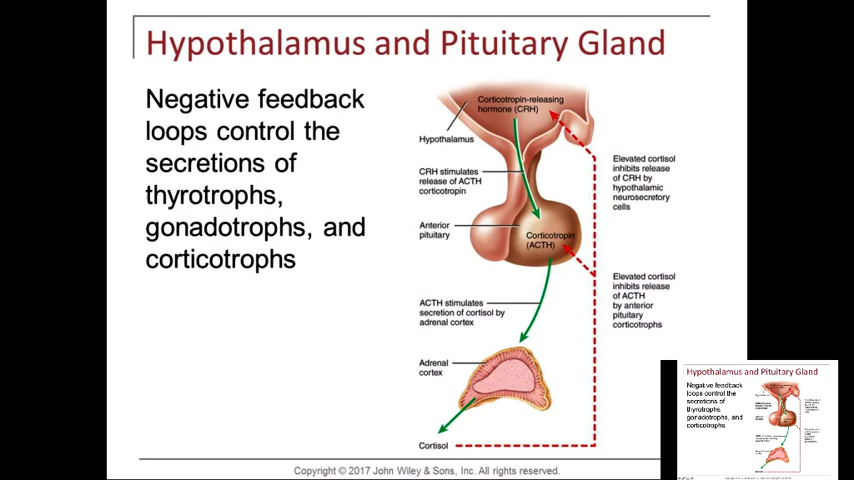 Hypothalamus and Pituitary Gland
Negative feedback
loops control the
secretions of
thyrotrophs,
gonadotrophs, and
corticotrophs
Corticotropin-releasing
hormone (CRH)
Hypothalamus
CRH stimulates
release of ACTH
corticotropin
Anterior
pituitary
Corticotropin
(ACTH)
ACTH stimulates
secretion of cortisol by
adrenal cortex
Adrenal
cortex
Cortisol
Elevated cortisol
inhibits release
of CRH by
hypothalamic
neurosecretory
cells
Elevated cortisol
inhibits release
of ACTH
by anterior
pituitary
corticotrophs
Copyright © 2017 John Wiley & Sons, Inc. All rights reserved.
Hypothalamus and Pituitary Gland
Negative feedback
loops control the
secretions of
thyrotrophs
gonadotrophs, and
corticotrophs